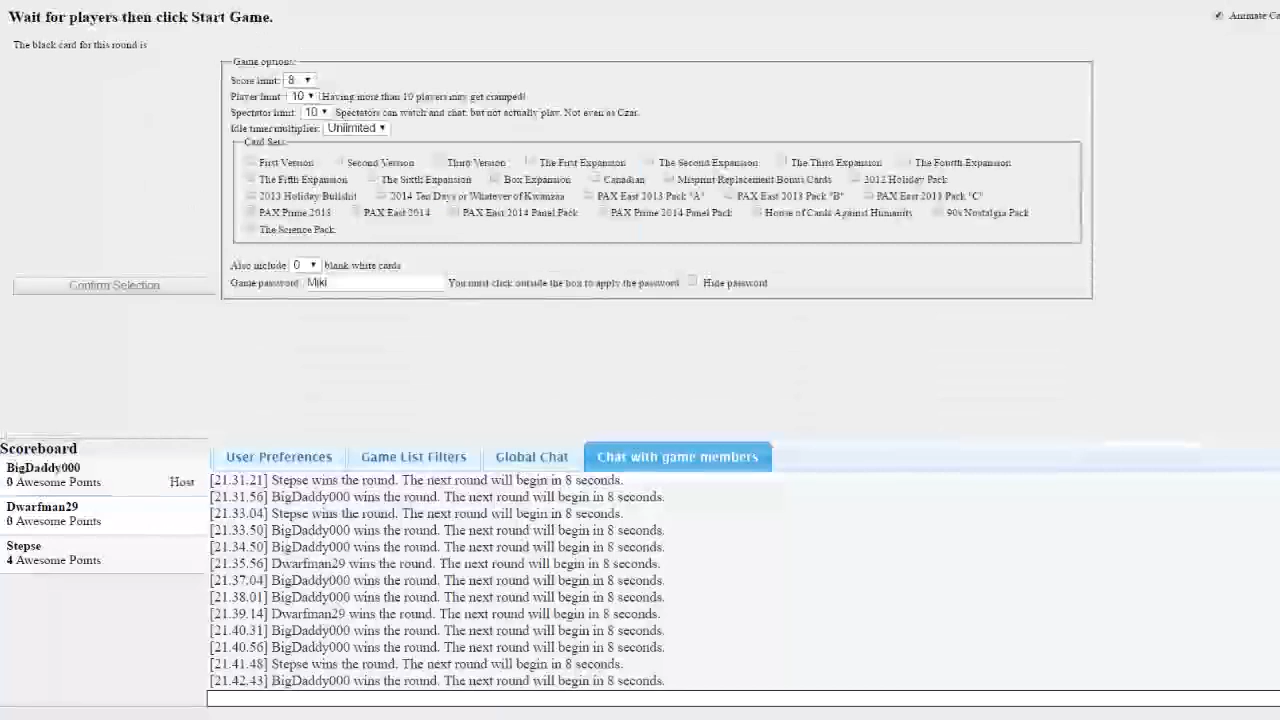 Wait for players then click Start Game.
Animate Ca
The black card for this round is
Game options:
Score limit: 8
Player limit: 10 (Having more than 10 players may get cramped!
Spectator limit: 10 Spectators can watch and chat, but not actually play. Not even as Czar.
Idle timer multiplier: Unlimited
Card Sets
First Version Second Version Third Version The First Expansion The Second Expansion The Third Expansion The Fourth Expansion
The Fifth Expansion The Sixth Expansion Box Expansion Canadian Misprint Replacement Bonus Cards 2012 Holiday Pack
2013 Holiday Bullshit 2014 Ten Days or Whatever of Kwanzaa PAX East 2013 Pack "A" PAX East 2013 Pack "B" PAX East 2013 Pack "C"
PAX Prime 2013 PAX East 2014 PAX East 2014 Panel Pack PAX Prime 2014 Panel Pack House of Cards Against Humanity 90s Nostalgia Pack
The Science Pack
Also include 0 blank white cards
Game password: Miki You must click outside the box to apply the password Hide password
Confirm Selection
Scoreboard
BigDaddy000
0 Awesome Points Host
Dwarfman29
0 Awesome Points
Stepse
4 Awesome Points
User Preferences Game List Filters Global Chat Chat with game members
[21.31.21] Stepse wins the round. The next round will begin in 8 seconds.
[21.31.56] BigDaddy000 wins the round. The next round will begin in 8 seconds.
[21.33.04] Stepse wins the round. The next round will begin in 8 seconds.
[21.33.50] BigDaddy000 wins the round. The next round will begin in 8 seconds.
[21.34.50] BigDaddy000 wins the round. The next round will begin in 8 seconds.
[21.35.56] Dwarfman29 wins the round. The next round will begin in 8 seconds.
[21.37.04] BigDaddy000 wins the round. The next round will begin in 8 seconds.
[21.38.01] BigDaddy000 wins the round. The next round will begin in 8 seconds.
[21.39.14] Dwarfman29 wins the round. The next round will begin in 8 seconds.
[21.40.31] BigDaddy000 wins the round. The next round will begin in 8 seconds.
[21.40.56] BigDaddy000 wins the round. The next round will begin in 8 seconds.
[21.41.48] Stepse wins the round. The next round will begin in 8 seconds.
[21.42.43] BigDaddy000 wins the round. The next round will begin in 8 seconds.